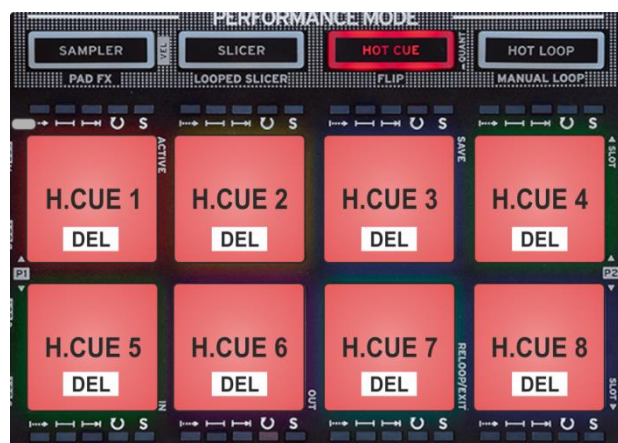 PERFORMANCE MODE
SAMPLER
VEL
SLICER
HOT CUE
QUANT
HOT LOOP
PAD FX
LOOPED SLICER
FLIP
MANUAL LOOP
S S S S
ACTIVE
SAVE
SLOT
H.CUE 1
H.CUE 2
H.CUE 3
H.CUE 4
DEL
DEL
DEL
DEL
P1
P2
H.CUE 5
H.CUE 6
H.CUE 7
H.CUE 8
DEL
DEL
DEL
DEL
IN
OUT
RELOOP/EXIT
SLOT
S S S S